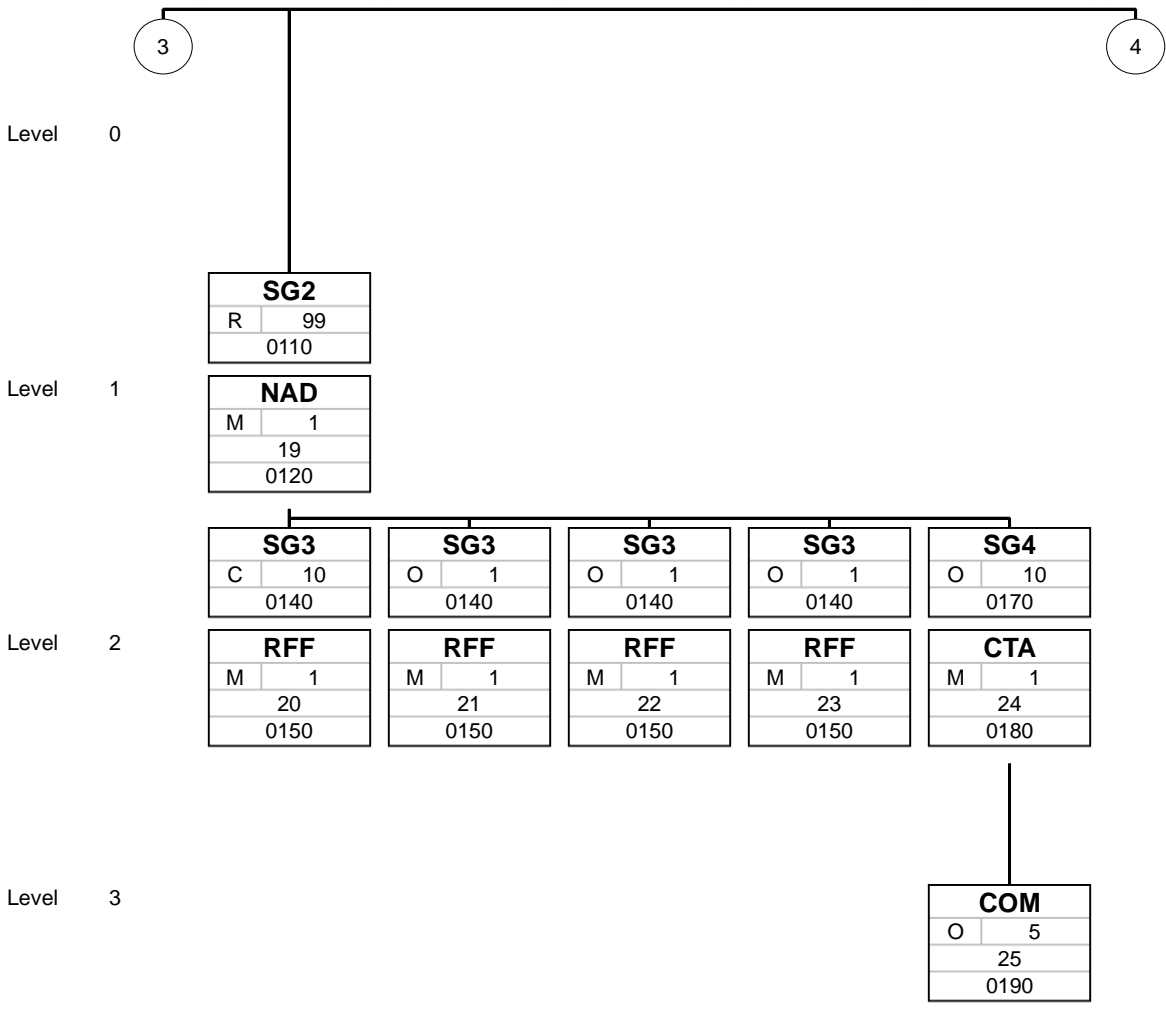 3 4
Level 0
SG2
R 99
0110
Level 1
NAD
M 1
19
0120
SG3 SG3 SG3 SG3 SG4
C 10 O 1 O 1 O 1 O 10
0140 0140 0140 0140 0170
Level 2
RFF RFF RFF RFF CTA
M 1 M 1 M 1 M 1 M 1
20 21 22 23 24
0150 0150 0150 0150 0180
Level 3
COM
O 5
25
0190